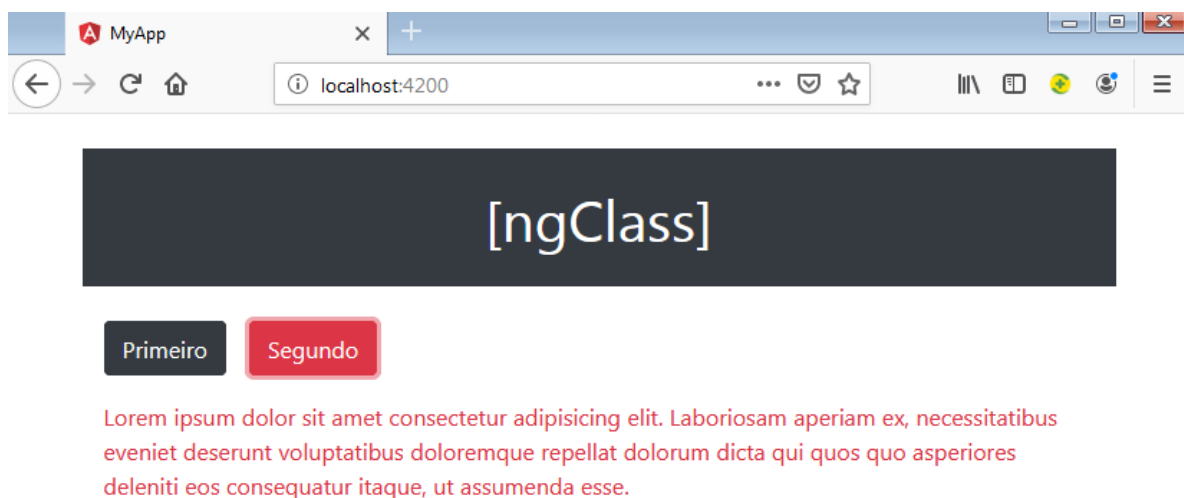 MyApp
localhost:4200
[ngClass]
Primeiro Segundo
Lorem ipsum dolor sit amet consectetur adipisicing elit. Laboriosam aperiam ex, necessitatibus
eveniet deserunt voluptatibus doloremque repellat dolorum dicta qui quos quo asperiores
deleniti eos consequatur itaque, ut assumenda esse.